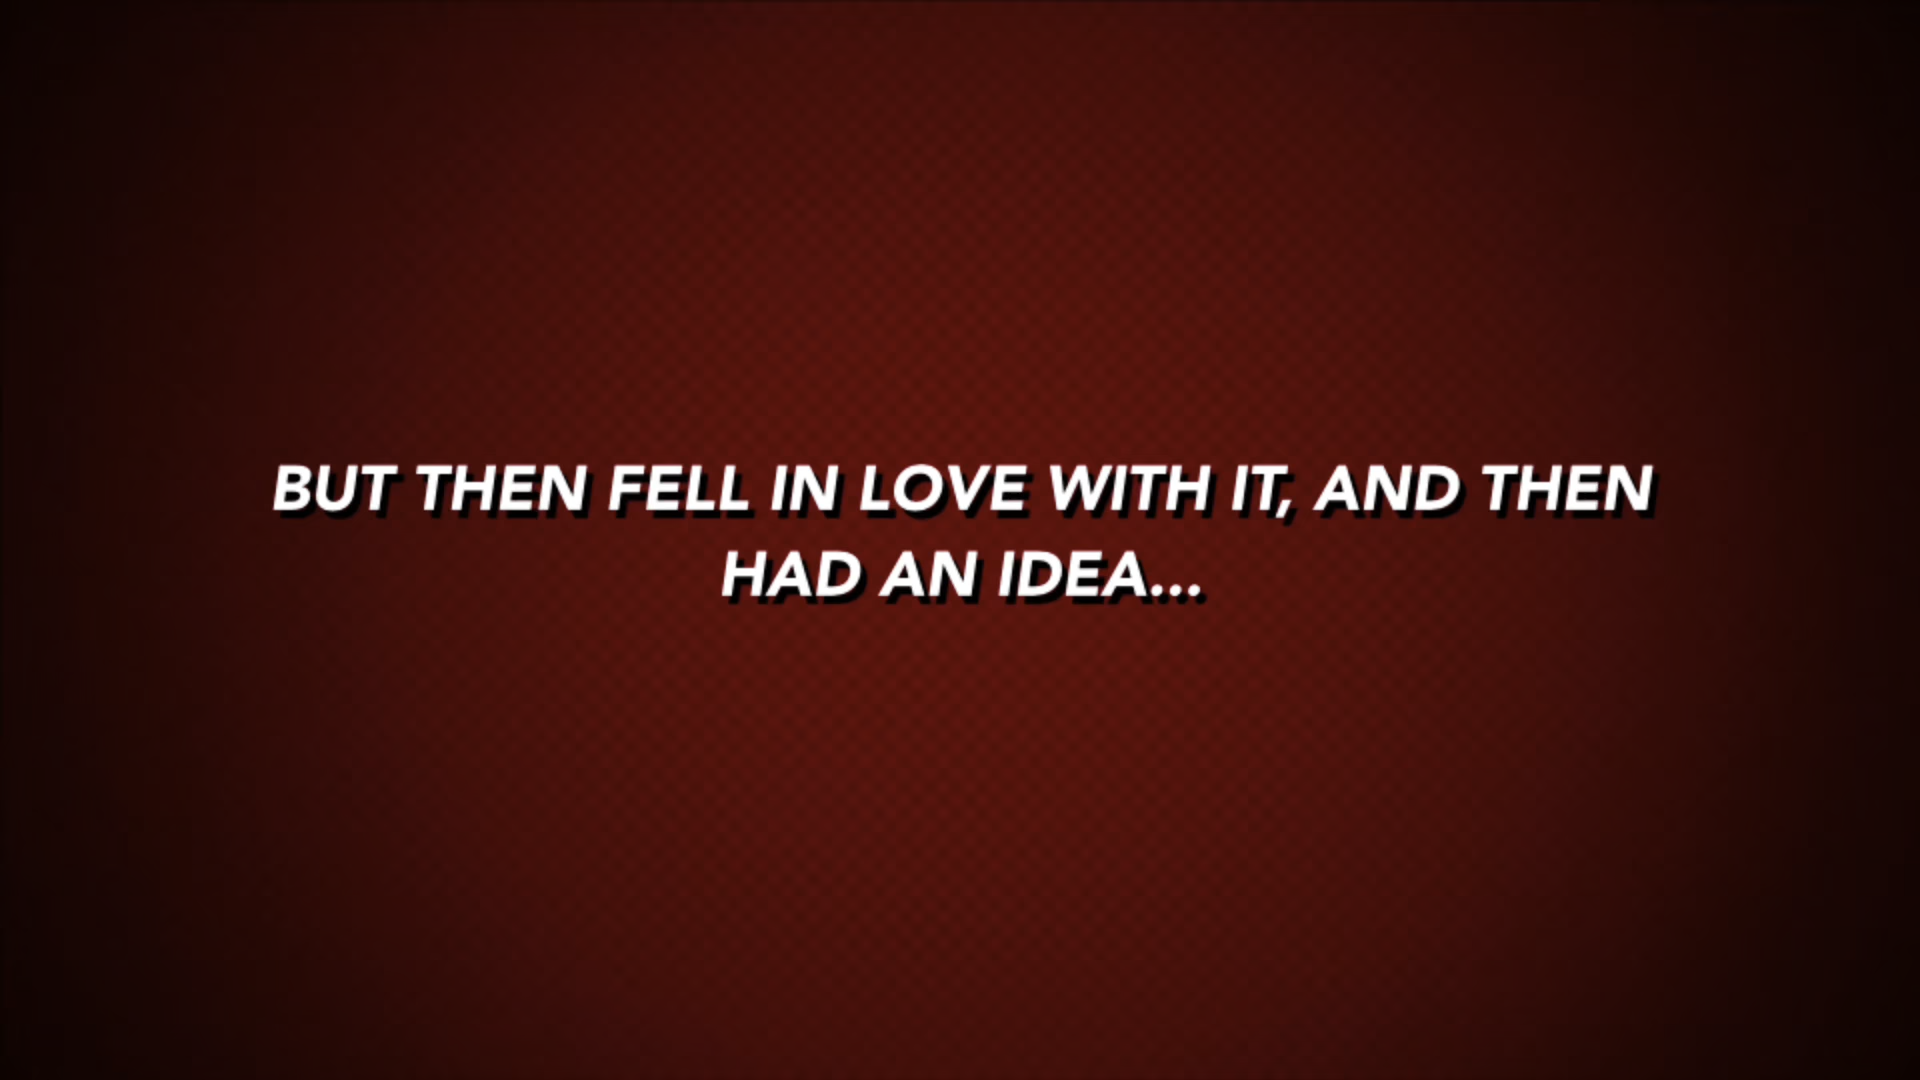 BUT THEN FELL IN LOVE WITH IT, AND THEN
HAD AN IDEA...